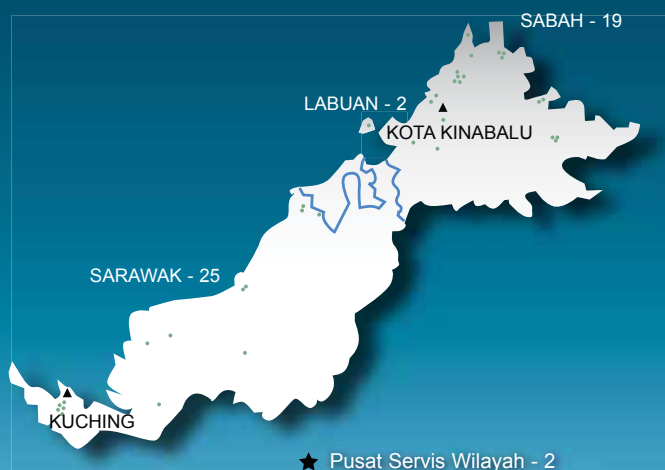 SABAH - 19
LABUAN - 2
KOTA KINABALU
SARAWAK - 25
KUCHING
Pusat Servis Wilayah - 2